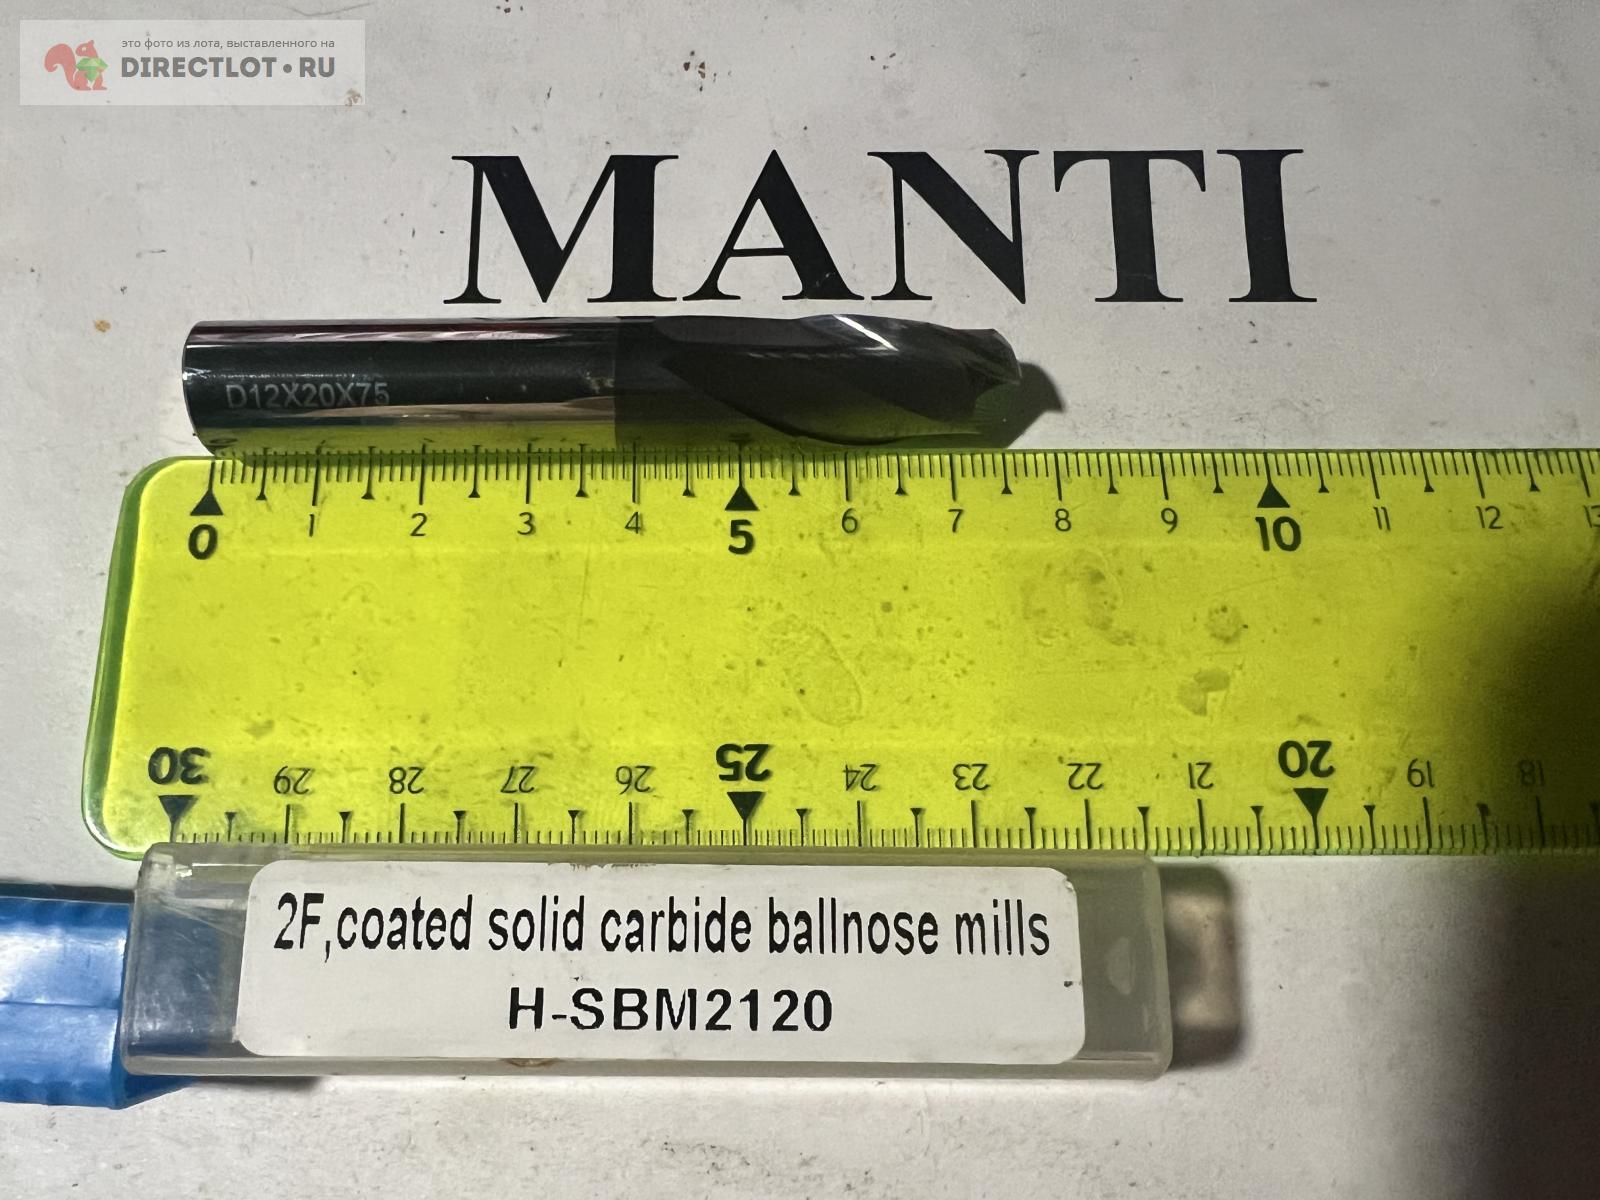 это фото из лота, выставленного на
DIRECTLOT•RU
MANTI
D12X20X75
0 1 2 3 4 5 6 7 8 9 10 11 12 13
30 29 28 27 26 25 24 23 22 21 20 19 18
2F,coated solid carbide ballnose mills
H-SBM2120